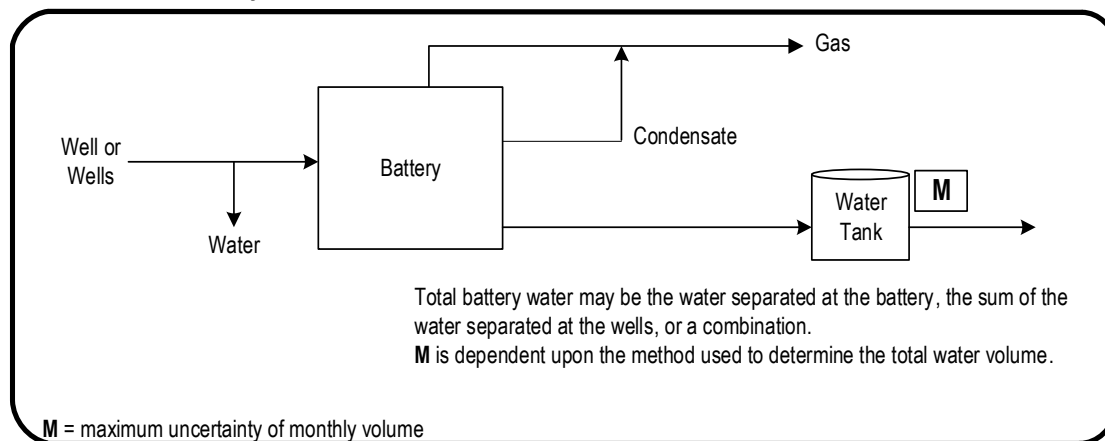 Gas
Well or
Wells
Battery
Condensate
Water
Water
Tank
M
Total battery water may be the water separated at the battery, the sum of the
water separated at the wells, or a combination.
M is dependent upon the method used to determine the total water volume.
M = maximum uncertainty of monthly volume